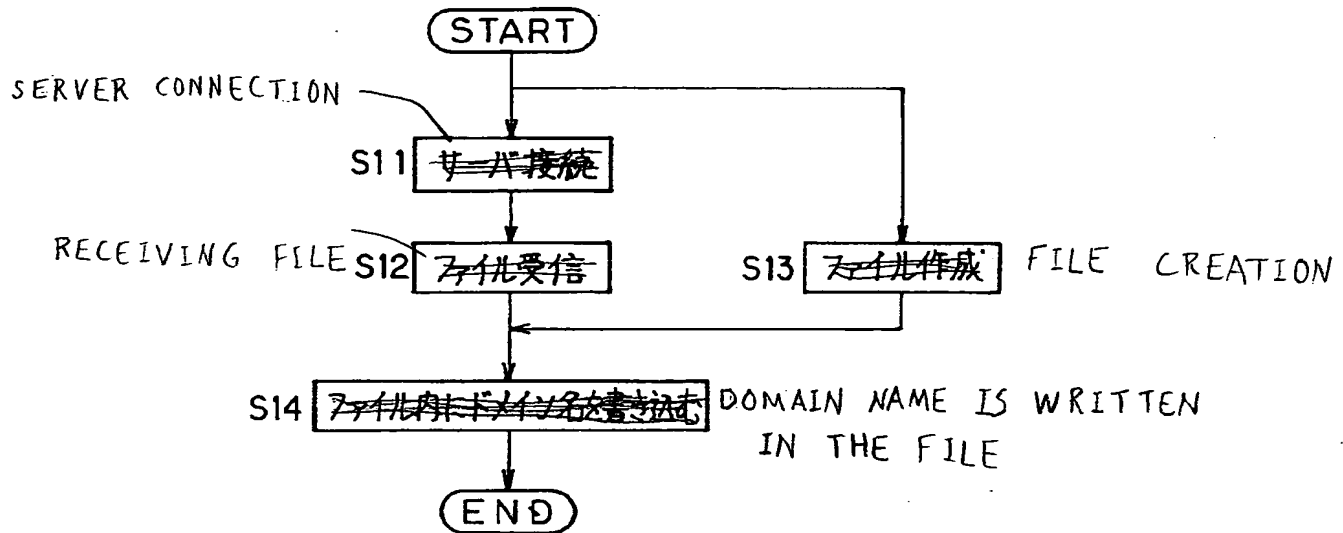 START
SERVER CONNECTION
S11 サーバ接続
RECEIVING FILE S12 ファイル受信
S13 ファイル作成 FILE CREATION
S14 ファイル内にドメイン名を書き込む DOMAIN NAME IS WRITTEN
IN THE FILE
END